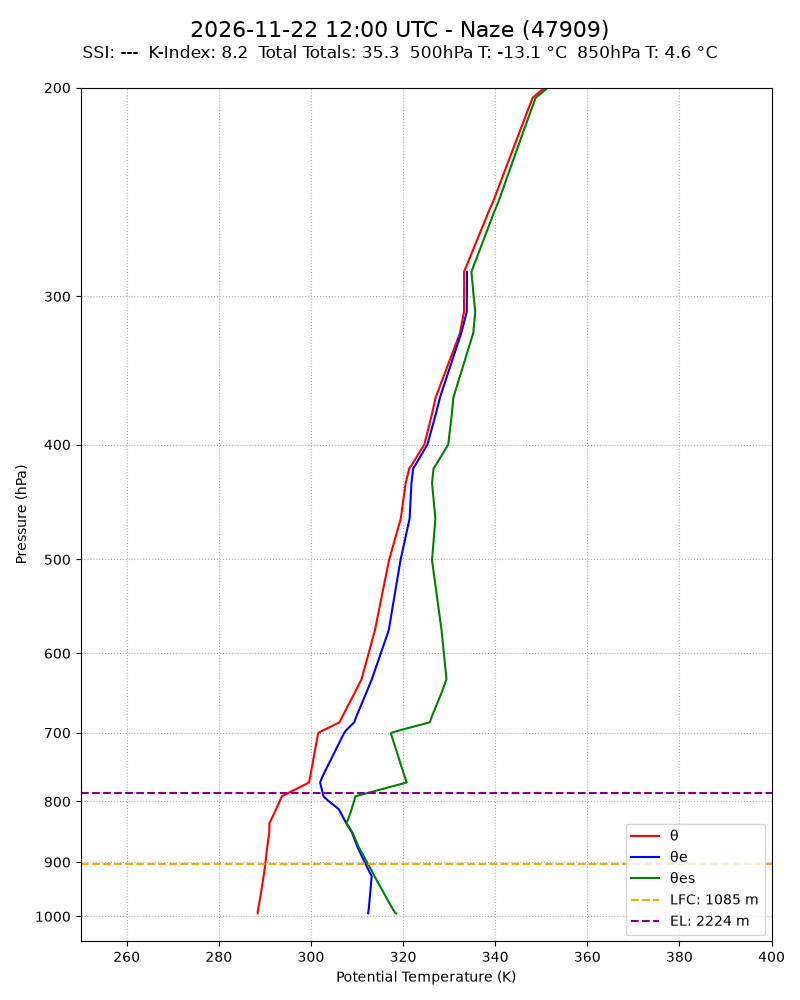 2026-11-22 12:00 UTC - Naze (47909)
SSI: ---  K-Index: 8.2  Total Totals: 35.3  500hPa T: -13.1 °C  850hPa T: 4.6 °C
200
300
400
500
600
700
800
900
1000
Pressure (hPa)
260
280
300
320
340
360
380
400
Potential Temperature (K)
θ
θe
θes
LFC: 1085 m
EL: 2224 m